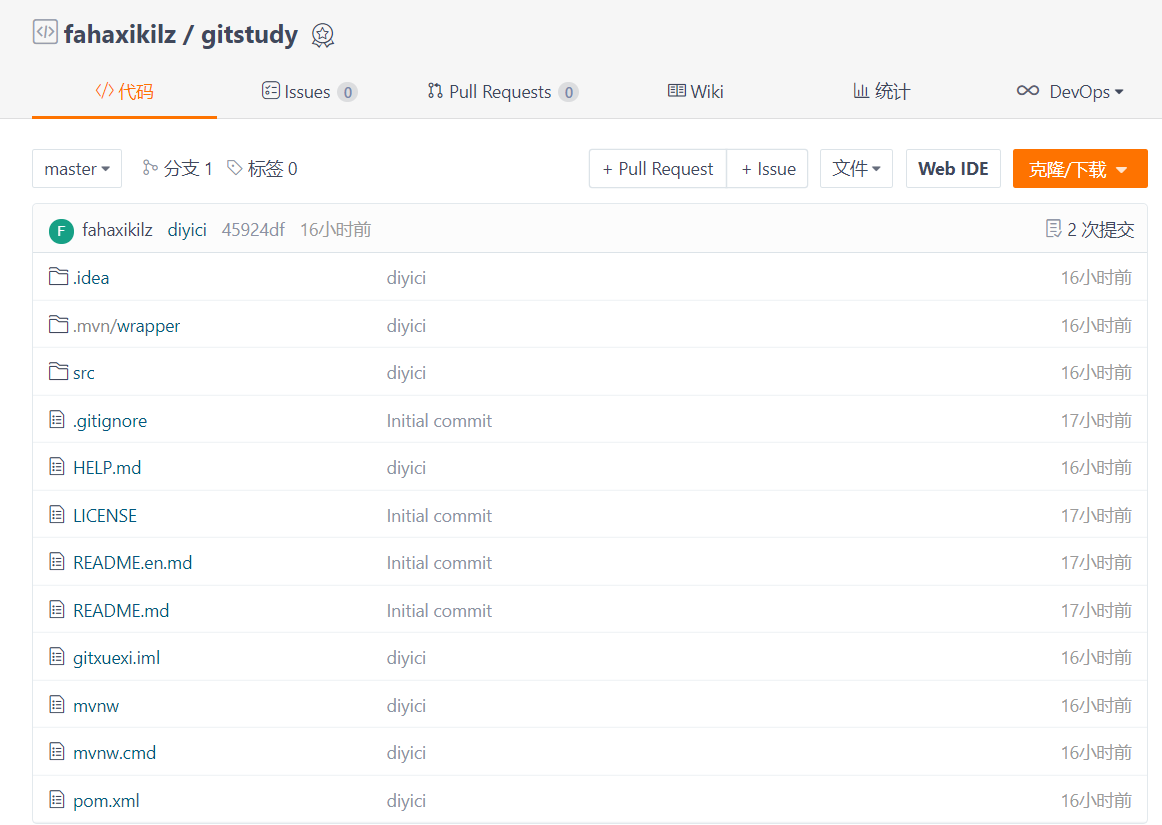 fahaxikilz / gitstudy
代码 Issues 0 Pull Requests 0 Wiki 统计 DevOps
master 分支 1 标签 0 + Pull Request + Issue 文件 Web IDE 克隆/下载
F fahaxikilz diyici 45924df 16小时前 2 次提交
.idea diyici 16小时前
.mvn/wrapper diyici 16小时前
src diyici 16小时前
.gitignore Initial commit 17小时前
HELP.md diyici 16小时前
LICENSE Initial commit 17小时前
README.en.md Initial commit 17小时前
README.md Initial commit 17小时前
gitxuexi.iml diyici 16小时前
mvnw diyici 16小时前
mvnw.cmd diyici 16小时前
pom.xml diyici 16小时前